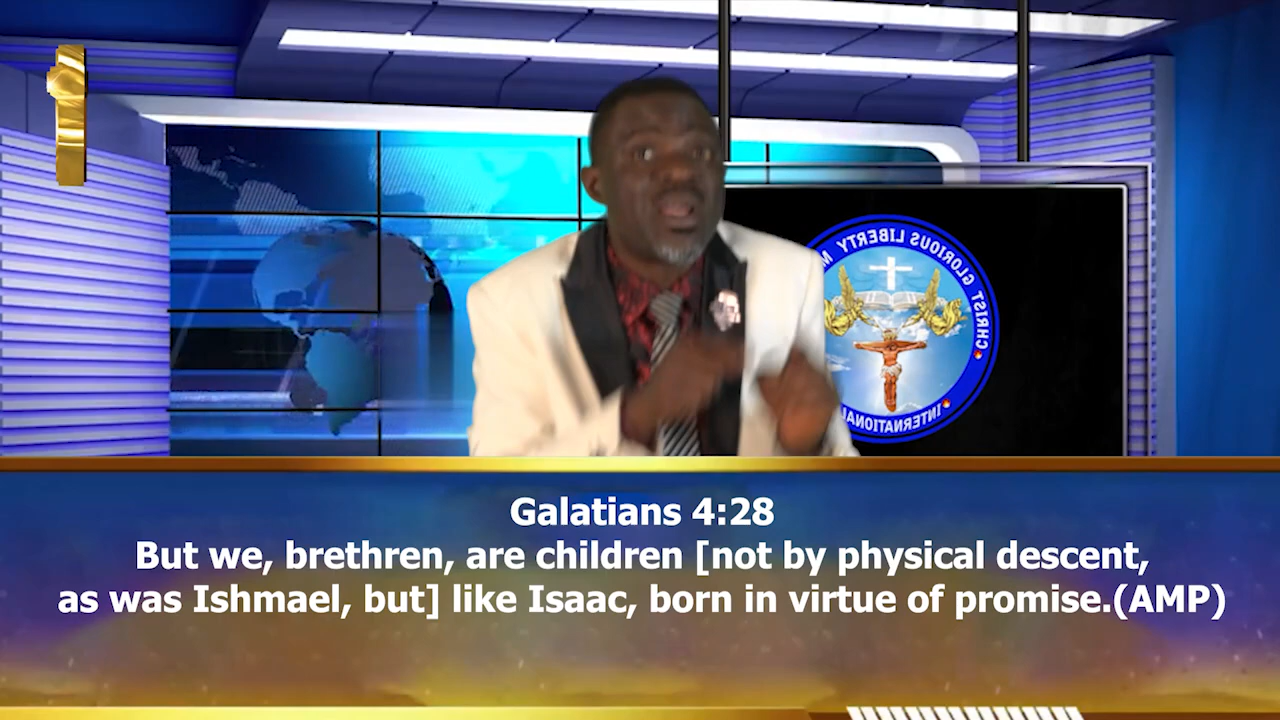 CHRIST GLORIOUS LIBERTY M
INTERNATIONAL
Galatians 4:28
But we, brethren, are children [not by physical descent,
as was Ishmael, but] like Isaac, born in virtue of promise.(AMP)